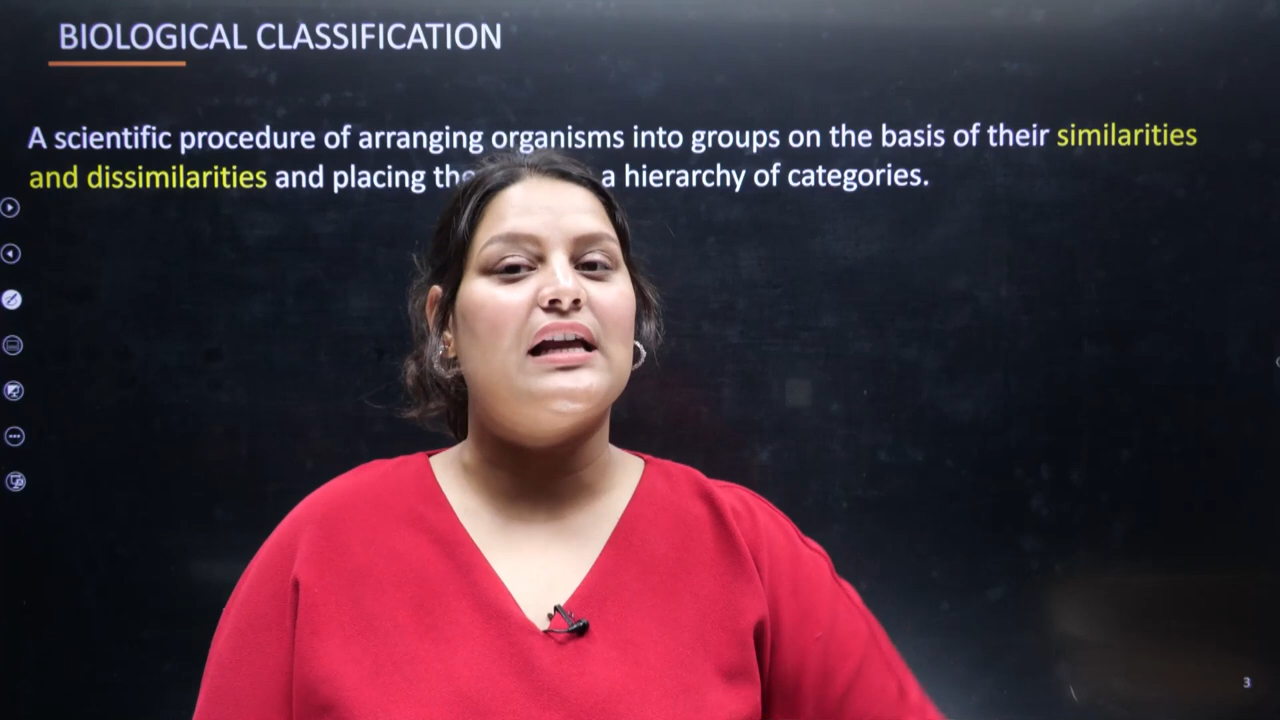 BIOLOGICAL CLASSIFICATION
A scientific procedure of arranging organisms into groups on the basis of their similarities
and dissimilarities and placing a hierarchy of categories.
3